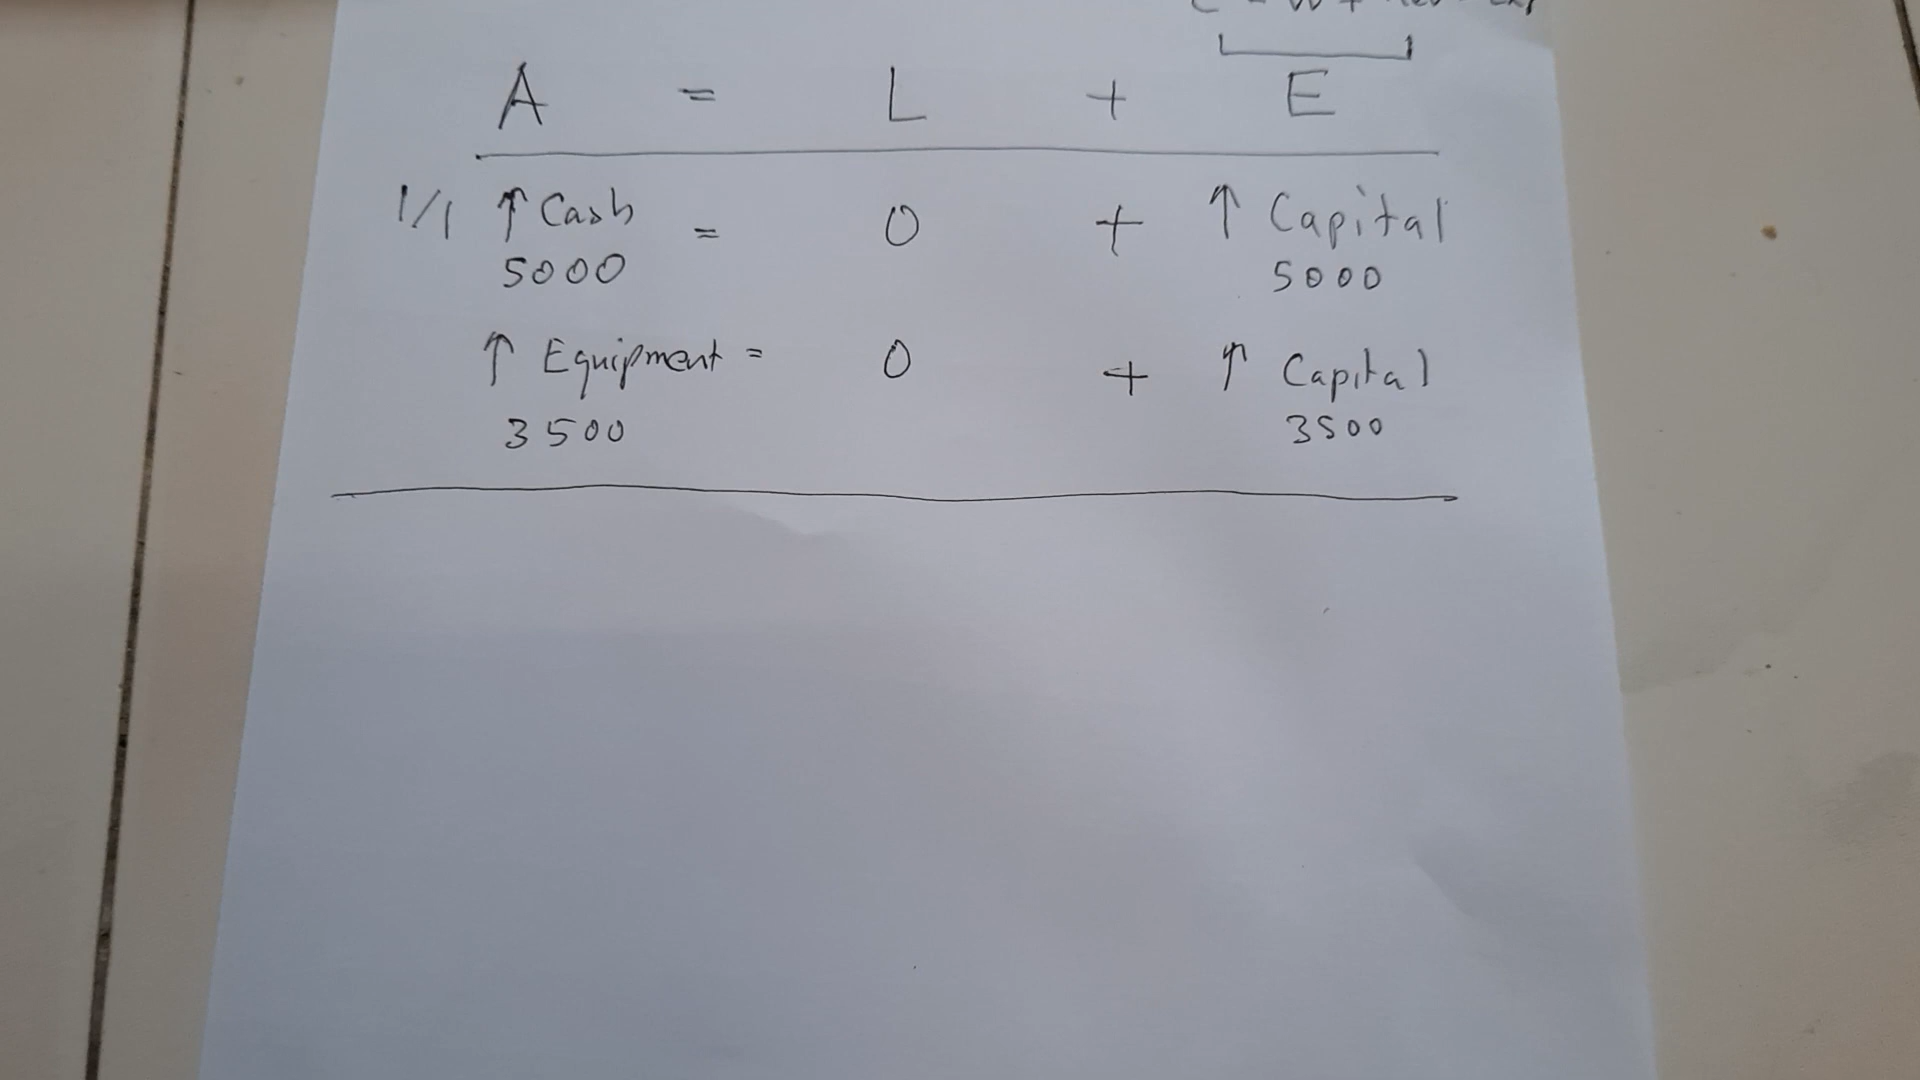 A = L + E
1/1 ↑ Cash = 0 + ↑ Capital
5000 5000
↑ Equipment = 0 + ↑ Capital
3500 3500